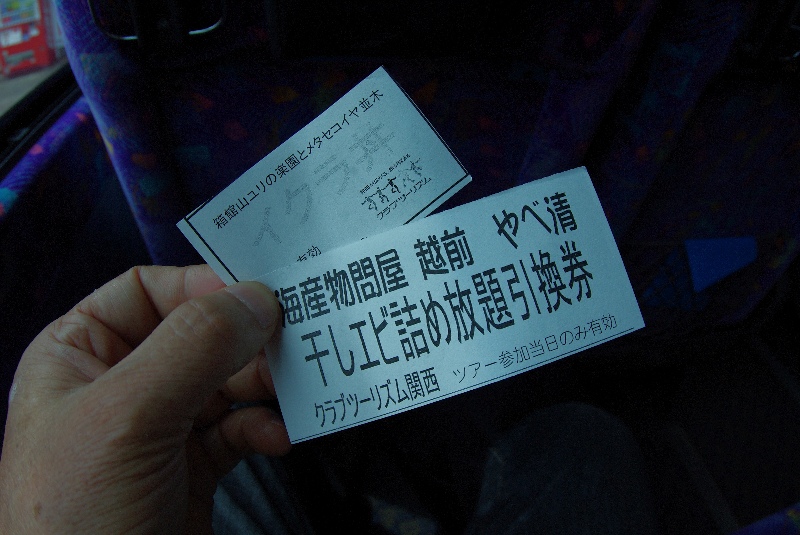 箱館山ユリの楽園とメタセコイヤ並木
イクラ丼
有効
クラブツーリズム
海産物問屋 越前 やべ清
干しエビ詰め放題引換券
クラブツーリズム関西 ツアー参加当日のみ有効